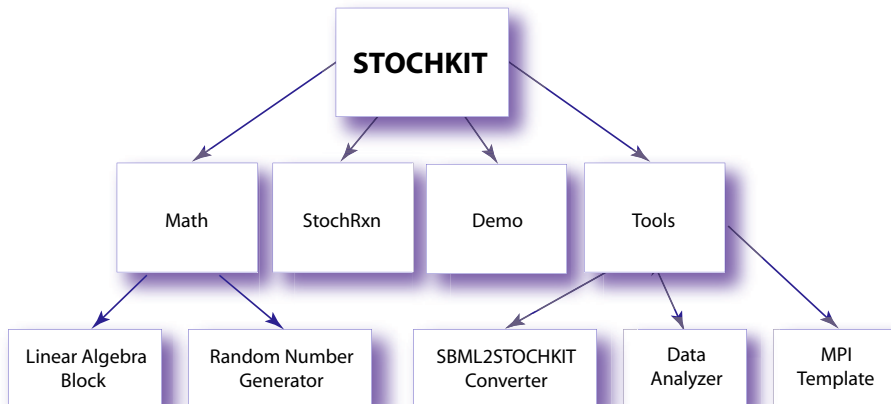 STOCHKIT
Math
StochRxn
Demo
Tools
Linear Algebra
Block
Random Number
Generator
SBML2STOCHKIT
Converter
Data
Analyzer
MPI
Template